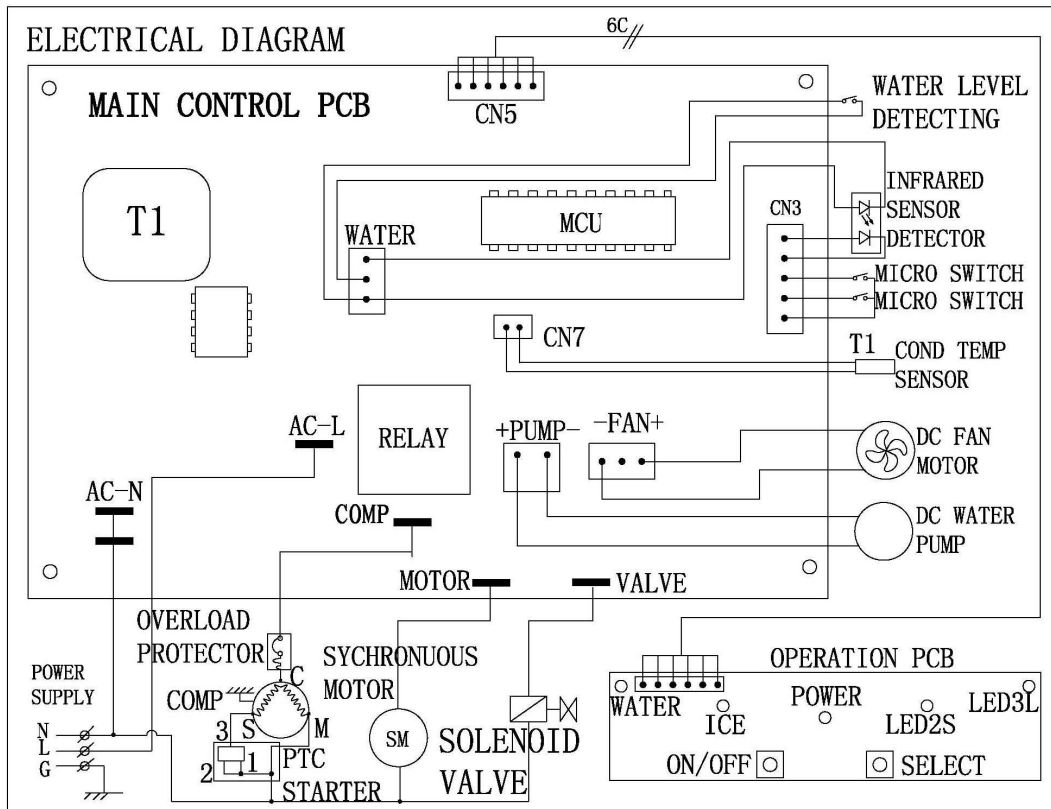 ELECTRICAL DIAGRAM
6C
MAIN CONTROL PCB
CN5
WATER LEVEL
DETECTING
T1
MCU
WATER
CN3
INFRARED
SENSOR
DETECTOR
MICRO SWITCH
MICRO SWITCH
CN7
T1
COND TEMP
SENSOR
AC-L
RELAY
+PUMP-
-FAN+
DC FAN
MOTOR
AC-N
COMP
DC WATER
PUMP
MOTOR
VALVE
OVERLOAD
PROTECTOR
POWER
SUPPLY
N
L
G
COMP
C
S
M
3
2
1
PTC
STARTER
SYCHRONUOUS
MOTOR
SM
SOLENOID
VALVE
OPERATION PCB
WATER
ICE
POWER
LED2S
LED3L
ON/OFF
SELECT